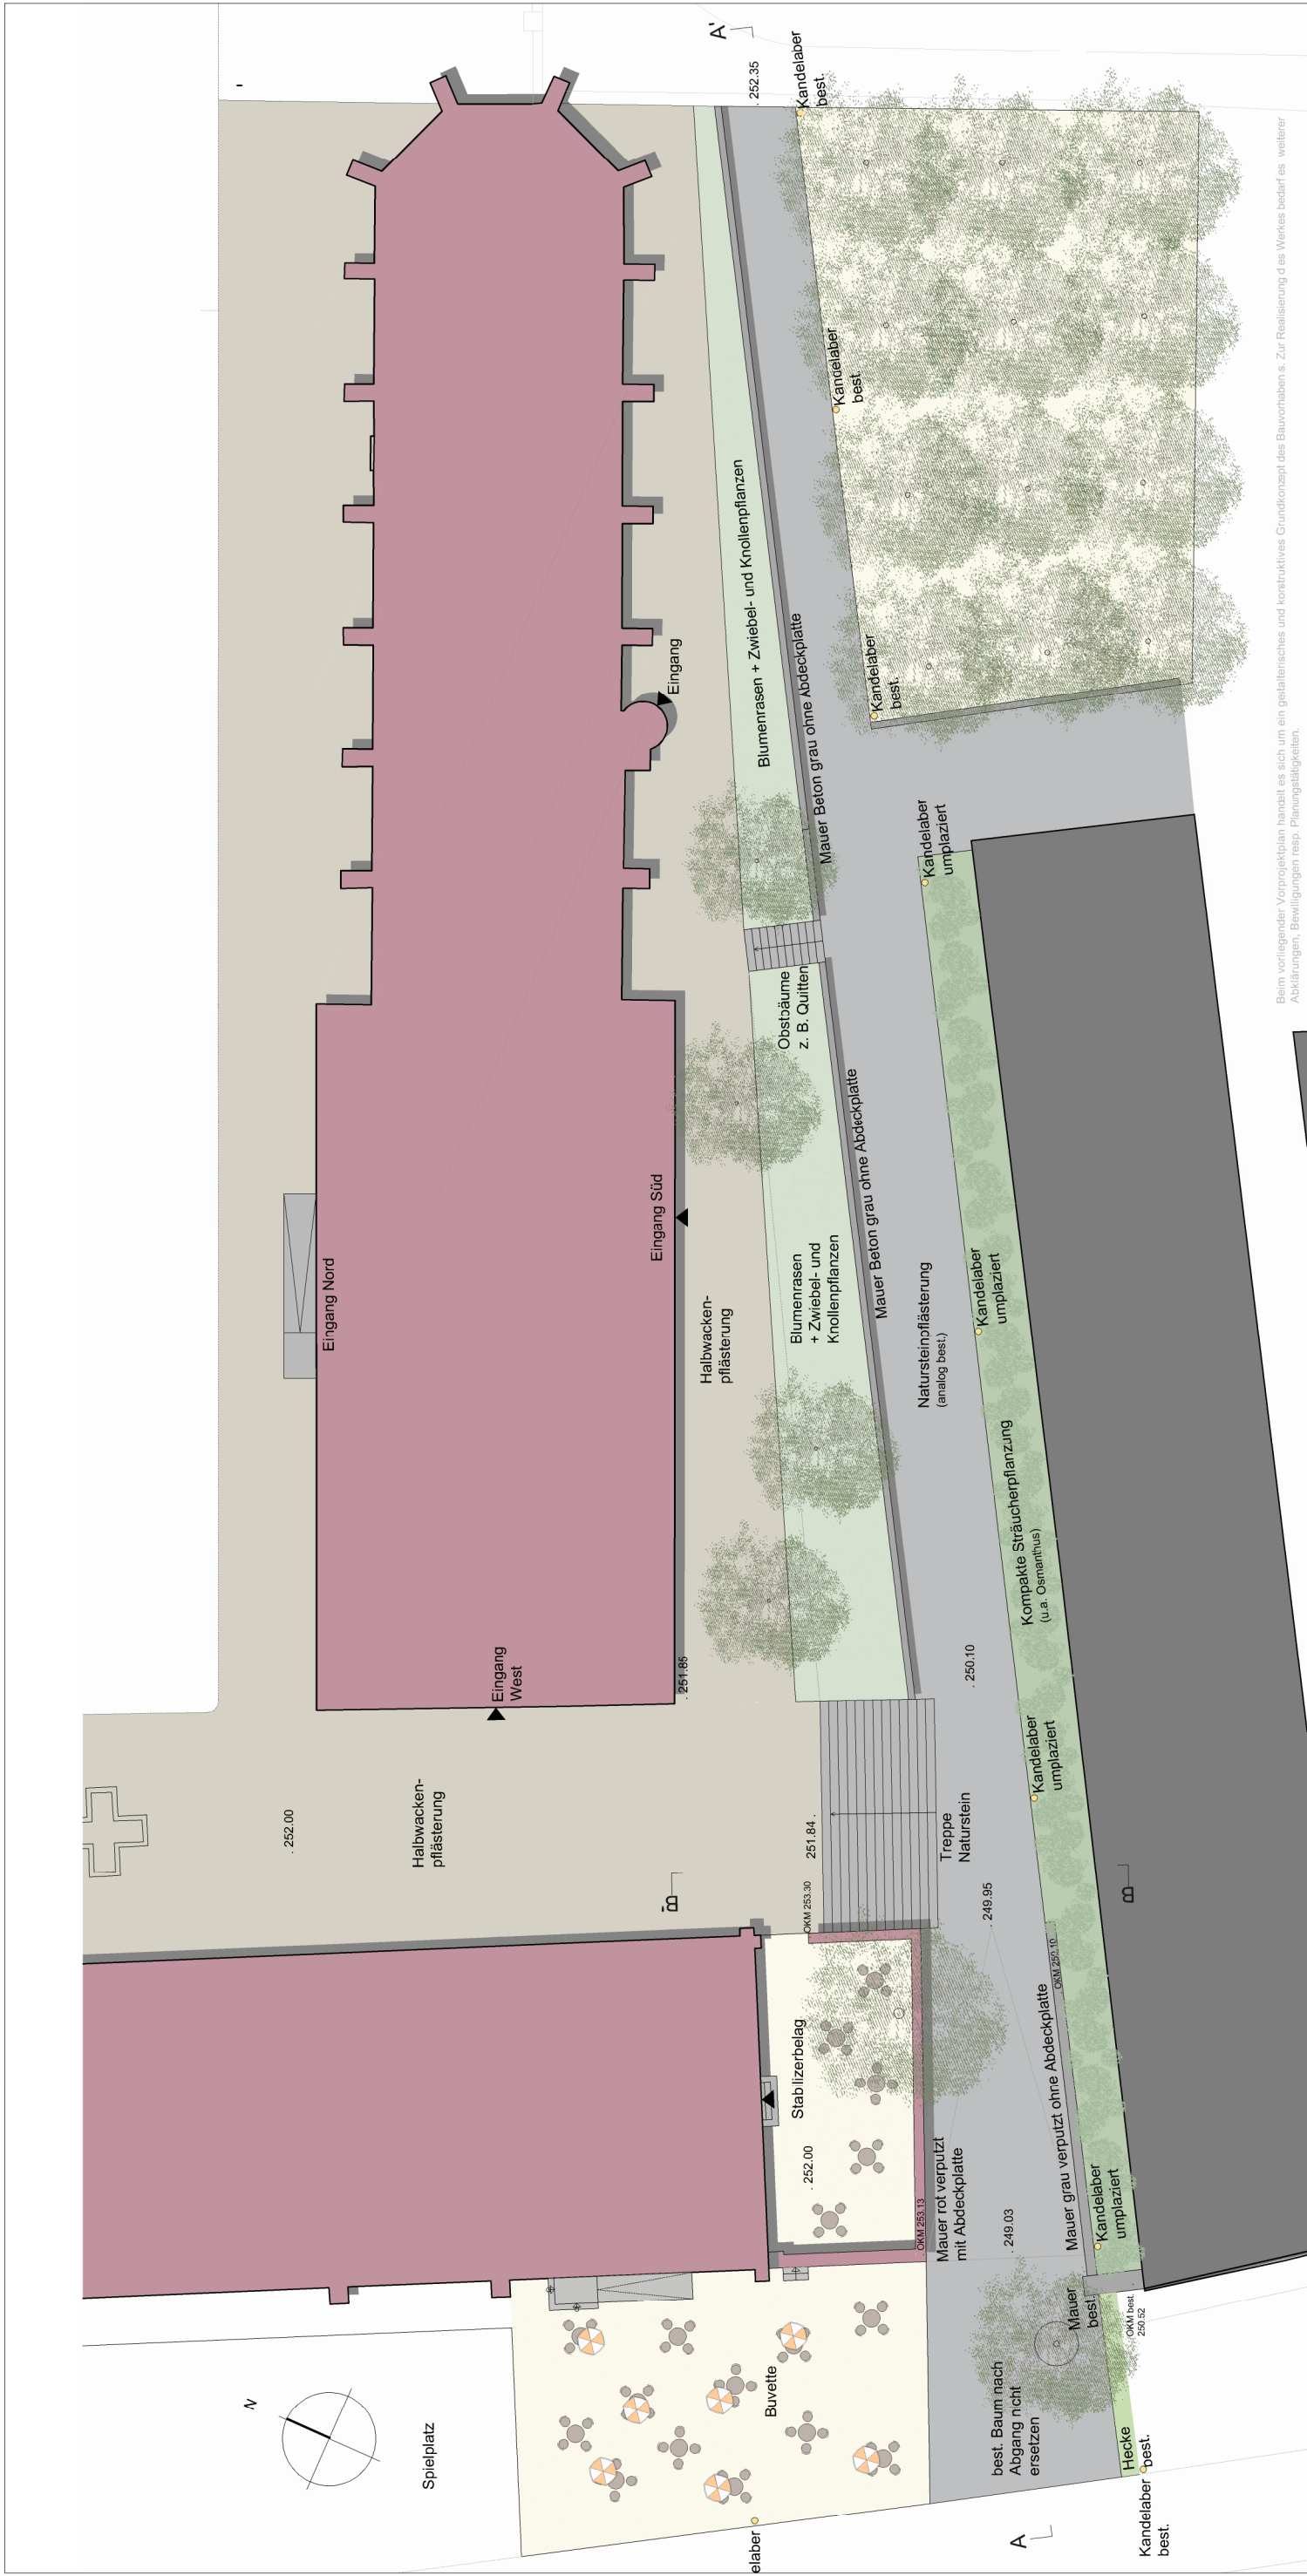 A'
. 252.35
Kandelaber
best.
Kandelaber
best.
Kandelaber
best.
Blumenrasen + Zwiebel- und Knollenpflanzen
Mauer Beton grau ohne Abdeckplatte
Eingang
Kandelaber
umplaziert
Obstbäume
z. B. Quitten
Mauer Beton grau ohne Abdeckplatte
Eingang Süd
Eingang Nord
Halbwacken-
pflästerung
Blumenrasen
+ Zwiebel- und
Knollenpflanzen
Natursteinpflästerung
(analog best.)
Kandelaber
umplaziert
Kompakte Sträucherpflanzung
(u.a. Osmanthus)
Eingang
West
. 251.85
. 250.10
Kandelaber
umplaziert
. 252.00
Halbwacken-
pflästerung
251.84 .
Treppe
Naturstein
B'
B
OKM 253.30
. 249.95
OKM 250.10
Stabilizerbelag
. 252.00
Mauer rot verputzt
mit Abdeckplatte
OKM 253.13
. 249.03
Mauer grau verputzt ohne Abdeckplatte
Kandelaber
umplaziert
Mauer
best.
OKM best.
250.52
N
Spielplatz
Buvette
best. Baum nach
Abgang nicht
ersetzen
Hecke
Kandelaber
best.
best.
elaber
A
Beim vorliegender Vorprojektplan handelt es sich um ein gestalterisches und konstruktives Grundkonzept des Bauvorhaben s. Zur Realisierung d es Werkes bedarf es weiterer
Abklärungen, Bewilligungen resp. Planungstätigkeiten.